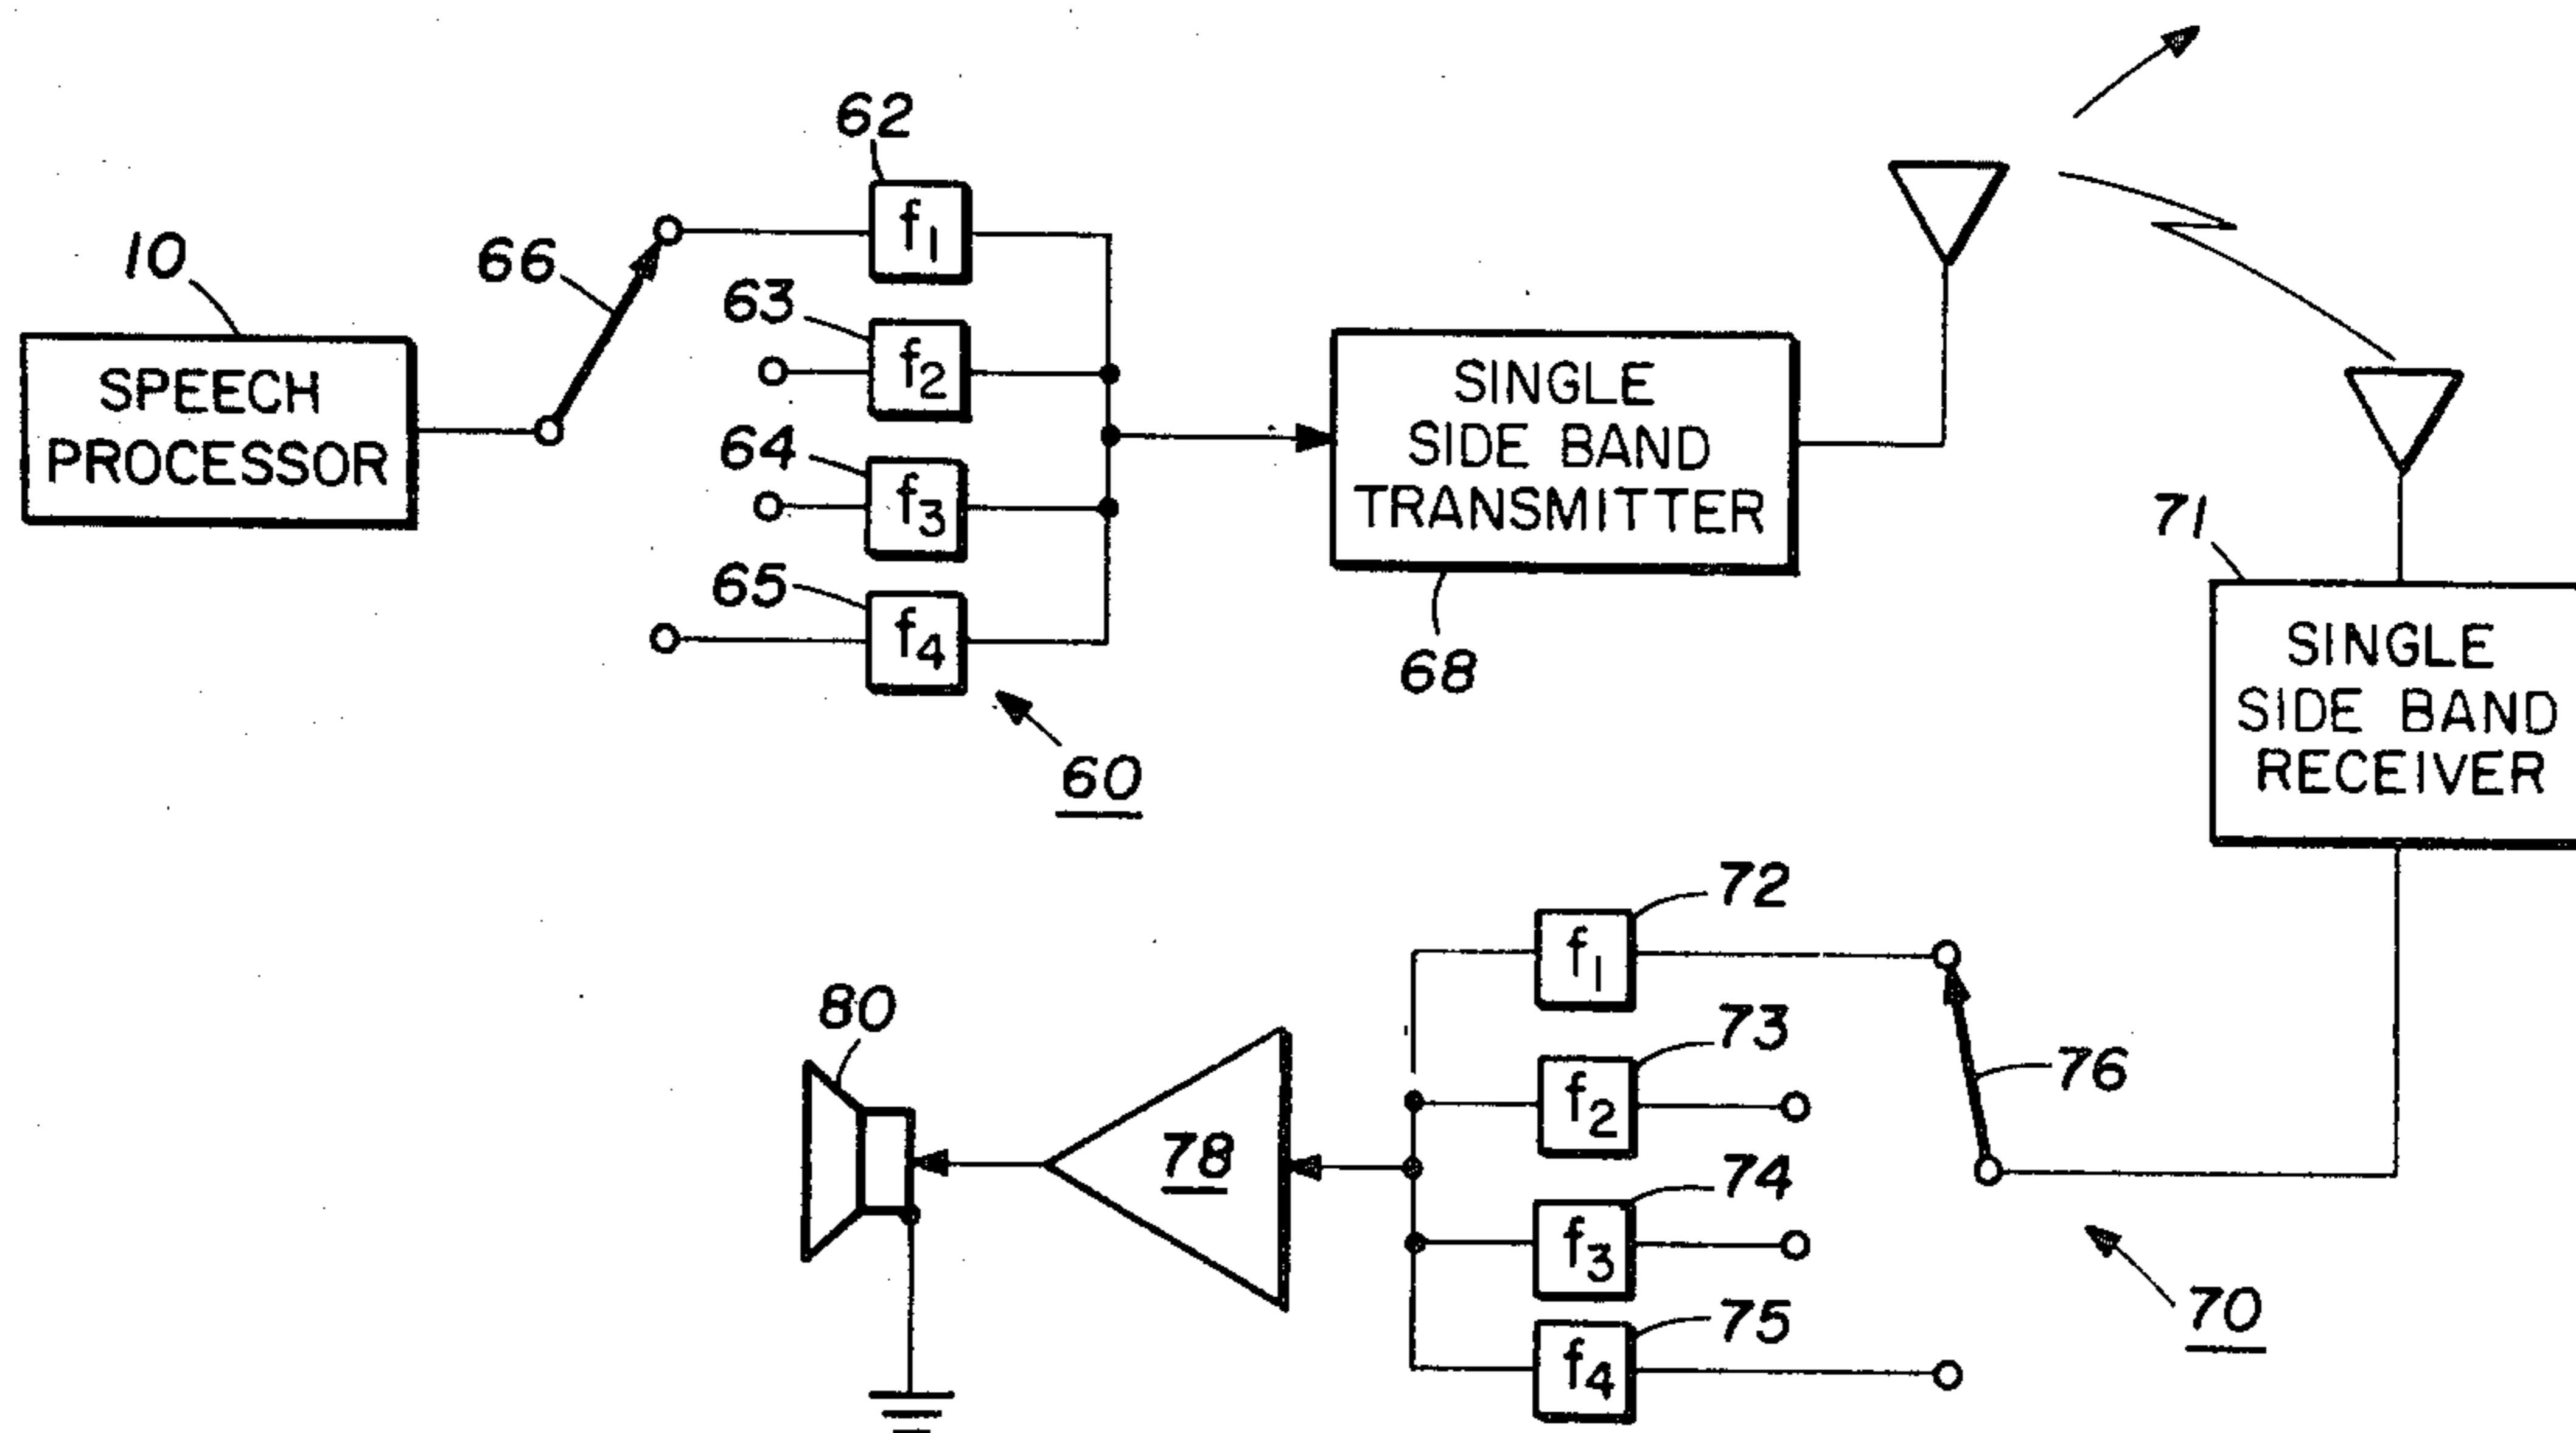 62
f1
10
66
SPEECH
PROCESSOR
63
f2
64
f3
65
f4
60
SINGLE
SIDE BAND
TRANSMITTER
68
71
SINGLE
SIDE BAND
RECEIVER
72
f1
73
f2
74
f3
75
f4
76
70
78
80